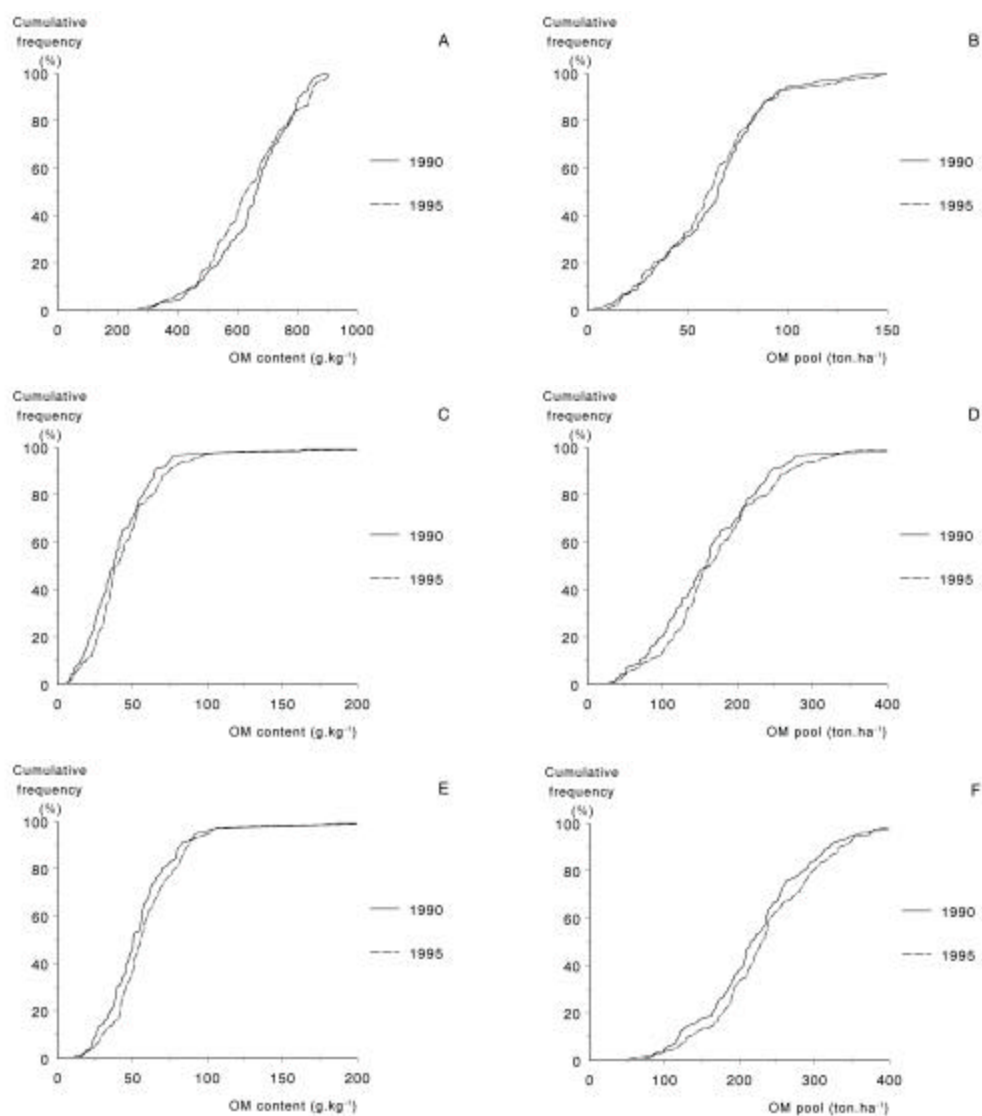 Cumulative
frequency
(%)
A
100
80
60
40
20
0
0 200 400 600 800 1000
OM content (g.kg⁻¹)
1990
1995
Cumulative
frequency
(%)
B
100
80
60
40
20
0
0 50 100 150
OM pool (ton.ha⁻¹)
1990
1995
Cumulative
frequency
(%)
C
100
80
60
40
20
0
0 50 100 150 200
OM content (g.kg⁻¹)
1990
1995
Cumulative
frequency
(%)
D
100
80
60
40
20
0
0 100 200 300 400
OM pool (ton.ha⁻¹)
1990
1995
Cumulative
frequency
(%)
E
100
80
60
40
20
0
0 50 100 150 200
OM content (g.kg⁻¹)
1990
1995
Cumulative
frequency
(%)
F
100
80
60
40
20
0
0 100 200 300 400
OM pool (ton.ha⁻¹)
1990
1995